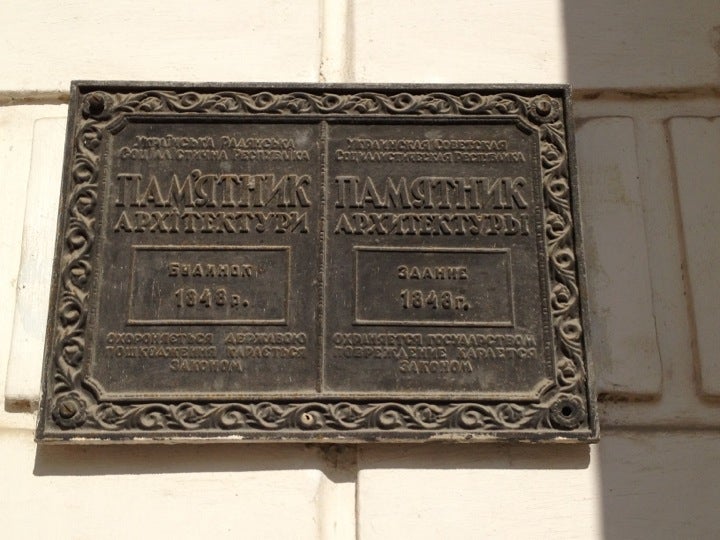 Українська Радянська
Соціалістична Республіка
ПАМ'ЯТНИК
АРХІТЕКТУРИ
БУДИНОК
1848 р.
ОХОРОНЯЄТЬСЯ ДЕРЖАВОЮ
ПОШКОДЖЕННЯ КАРАЄТЬСЯ
ЗАКОНОМ
Украинская Советская
Социалистическая Республика
ПАМЯТНИК
АРХИТЕКТУРЫ
ЗДАНИЕ
1848 г.
ОХРАНЯЕТСЯ ГОСУДАРСТВОМ
ПОВРЕЖДЕНИЕ КАРАЕТСЯ
ЗАКОНОМ